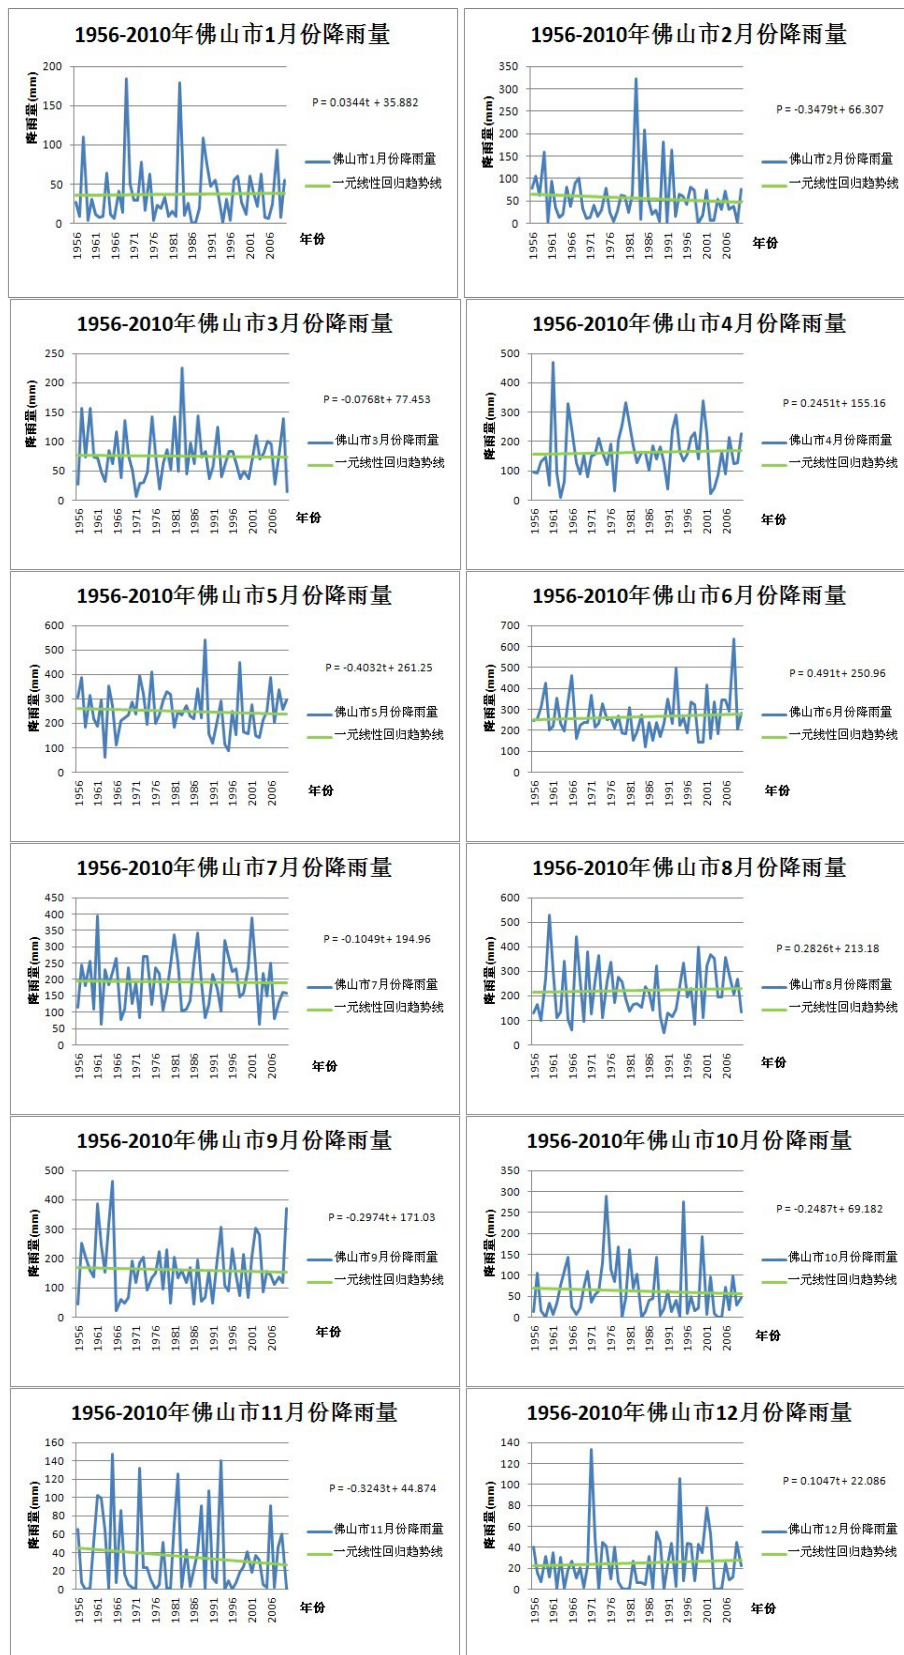 1956-2010年佛山市1月份降雨量
降雨量(mm)
200
150
100
50
0
1956 1961 1966 1971 1976 1981 1986 1991 1996 2001 2006
年份
P = 0.0344t + 35.882
佛山市1月份降雨量
一元线性回归趋势线
1956-2010年佛山市2月份降雨量
降雨量(mm)
350
300
250
200
150
100
50
0
1956 1961 1966 1971 1976 1981 1986 1991 1996 2001 2006
年份
P = -0.3479t+ 66.307
佛山市2月份降雨量
一元线性回归趋势线
1956-2010年佛山市3月份降雨量
降雨量(mm)
250
200
150
100
50
0
1956 1961 1966 1971 1976 1981 1986 1991 1996 2001 2006
年份
P = -0.0768t+ 77.453
佛山市3月份降雨量
一元线性回归趋势线
1956-2010年佛山市4月份降雨量
降雨量(mm)
500
400
300
200
100
0
1956 1961 1966 1971 1976 1981 1986 1991 1996 2001 2006
年份
P = 0.2451t+ 155.16
佛山市4月份降雨量
一元线性回归趋势线
1956-2010年佛山市5月份降雨量
降雨量(mm)
600
500
400
300
200
100
0
1956 1961 1966 1971 1976 1981 1986 1991 1996 2001 2006
年份
P = -0.4032t+ 261.25
佛山市5月份降雨量
一元线性回归趋势线
1956-2010年佛山市6月份降雨量
降雨量(mm)
700
600
500
400
300
200
100
0
1956 1961 1966 1971 1976 1981 1986 1991 1996 2001 2006
年份
P = 0.491t + 250.96
佛山市6月份降雨量
一元线性回归趋势线
1956-2010年佛山市7月份降雨量
降雨量(mm)
450
400
350
300
250
200
150
100
50
0
1956 1961 1966 1971 1976 1981 1986 1991 1996 2001 2006
年份
P = -0.1049t + 194.96
佛山市7月份降雨量
一元线性回归趋势线
1956-2010年佛山市8月份降雨量
降雨量(mm)
600
500
400
300
200
100
0
1956 1961 1966 1971 1976 1981 1986 1991 1996 2001 2006
年份
P = 0.2826t + 213.18
佛山市8月份降雨量
一元线性回归趋势线
1956-2010年佛山市9月份降雨量
降雨量(mm)
500
400
300
200
100
0
1956 1961 1966 1971 1976 1981 1986 1991 1996 2001 2006
年份
P = -0.2974t + 171.03
佛山市9月份降雨量
一元线性回归趋势线
1956-2010年佛山市10月份降雨量
降雨量(mm)
350
300
250
200
150
100
50
0
1956 1961 1966 1971 1976 1981 1986 1991 1996 2001 2006
年份
P = -0.2487t+ 69.182
佛山市10月份降雨量
一元线性回归趋势线
1956-2010年佛山市11月份降雨量
降雨量(mm)
160
140
120
100
80
60
40
20
0
1956 1961 1966 1971 1976 1981 1986 1991 1996 2001 2006
年份
P = -0.3243t+ 44.874
佛山市11月份降雨量
一元线性回归趋势线
1956-2010年佛山市12月份降雨量
降雨量(mm)
140
120
100
80
60
40
20
0
1956 1961 1966 1971 1976 1981 1986 1991 1996 2001 2006
年份
P = 0.1047t + 22.086
佛山市12月份降雨量
一元线性回归趋势线